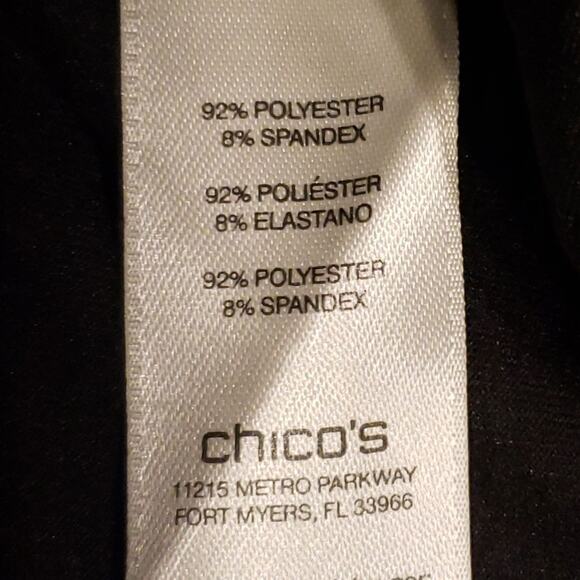 92% POLYESTER
8% SPANDEX
92% POLIÉSTER
8% ELASTANO
92% POLYESTER
8% SPANDEX
chico's
11215 METRO PARKWAY
FORT MYERS, FL 33966